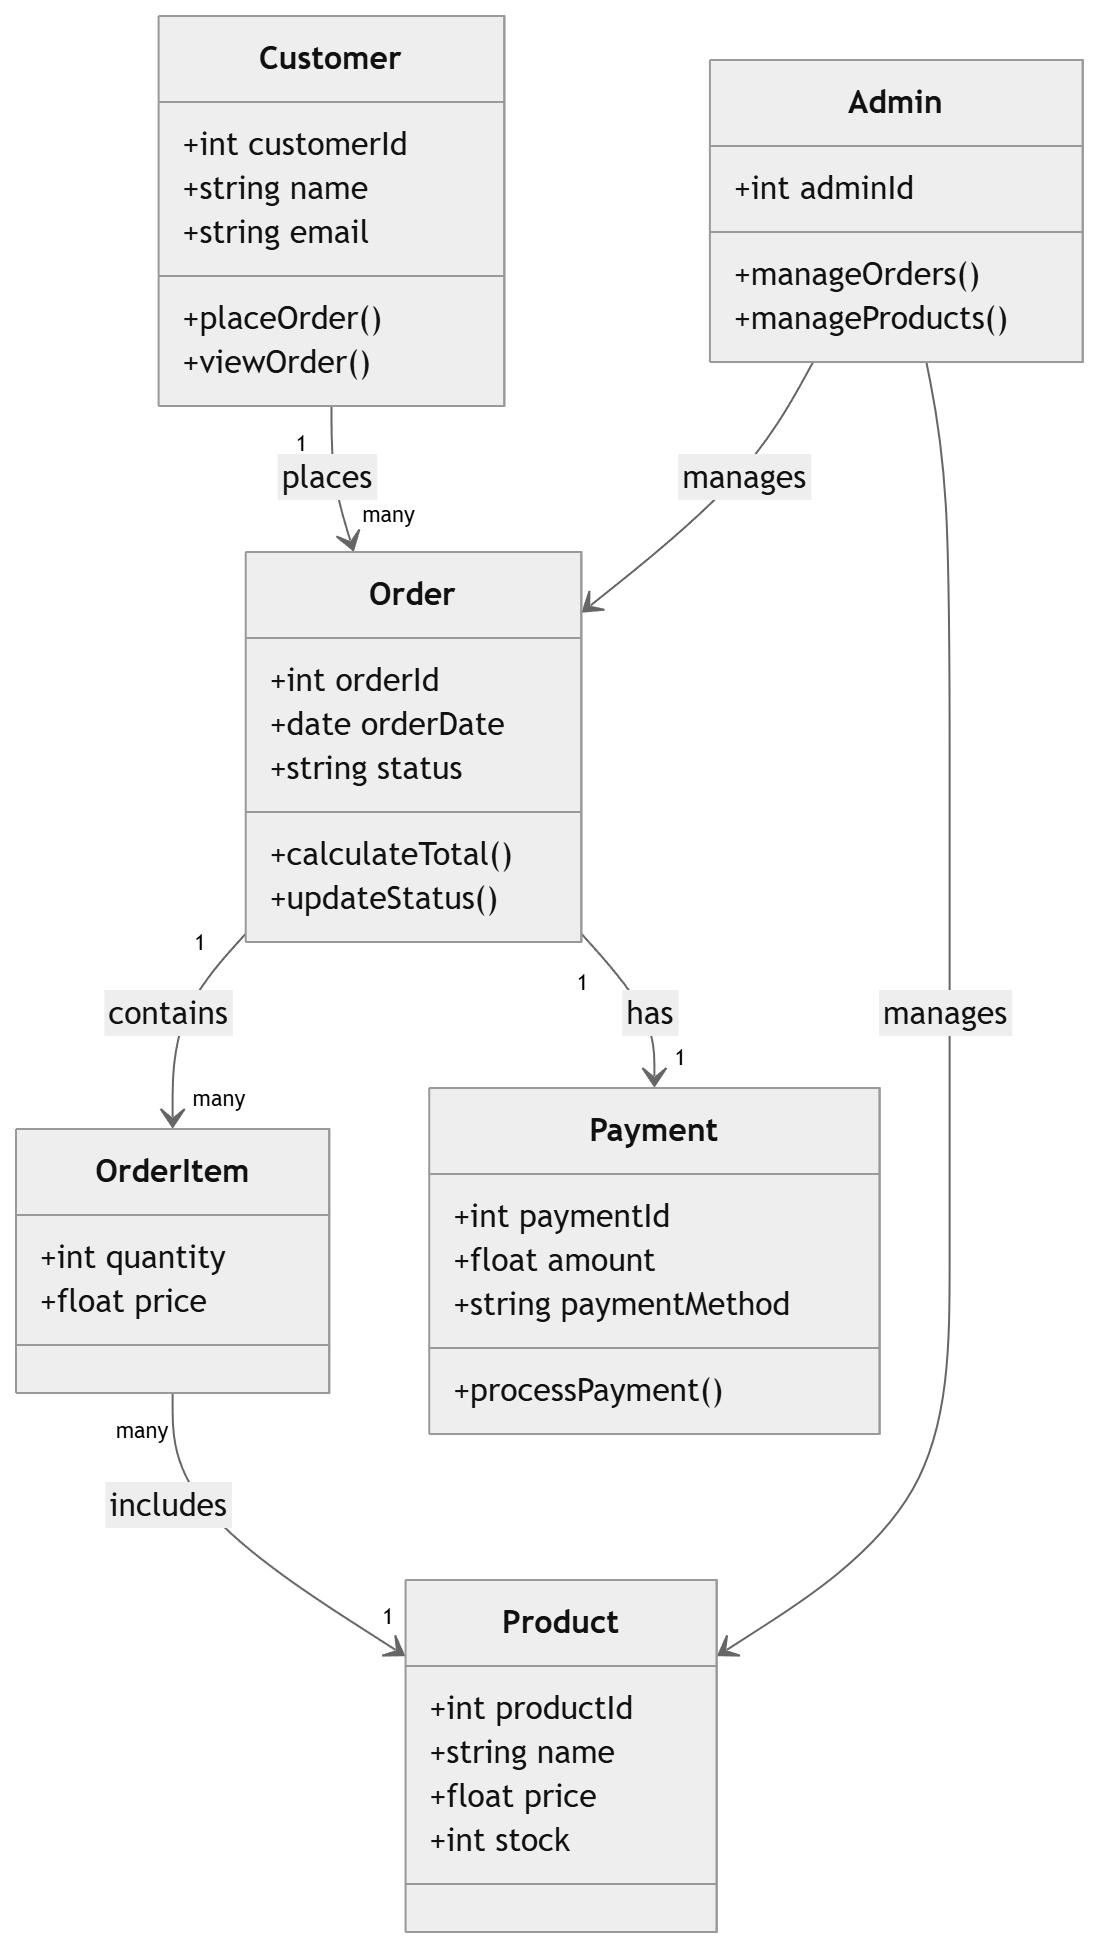 Customer
+int customerId
+string name
+string email
+placeOrder()
+viewOrder()
Admin
+int adminId
+manageOrders()
+manageProducts()
1
places
many
manages
Order
+int orderId
+date orderDate
+string status
+calculateTotal()
+updateStatus()
1
contains
many
1
has
1
manages
OrderItem
+int quantity
+float price
Payment
+int paymentId
+float amount
+string paymentMethod
+processPayment()
many
includes
1
Product
+int productId
+string name
+float price
+int stock